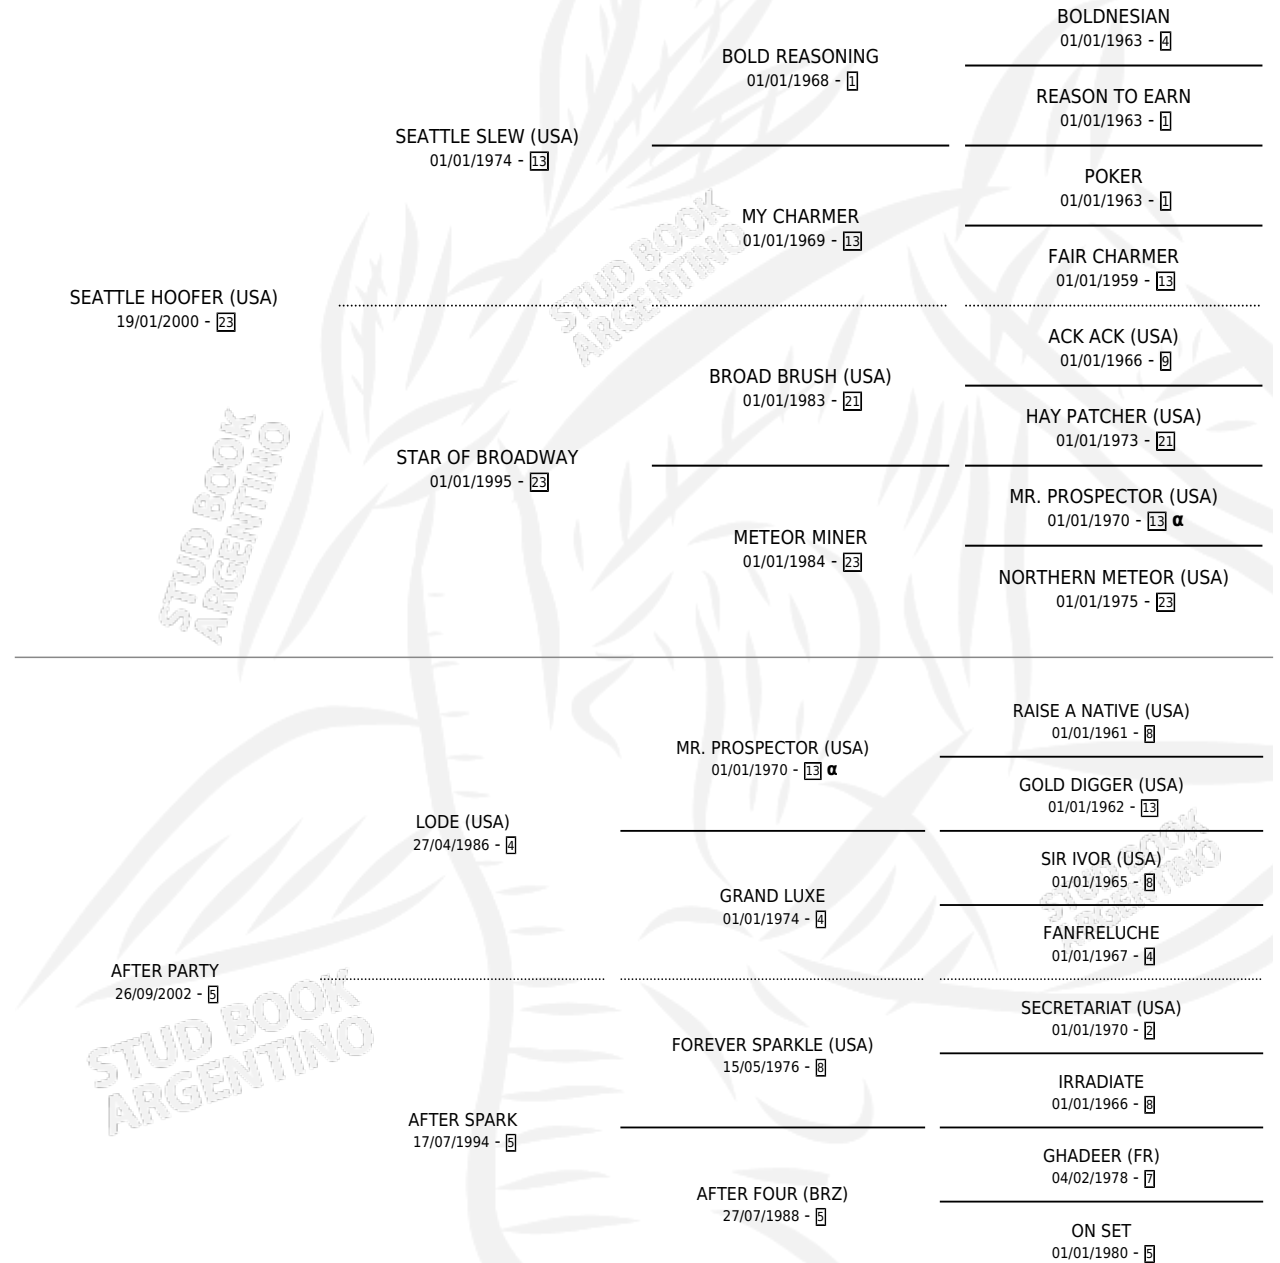 BOLDNESIAN
01/01/1963 - 4
BOLD REASONING
01/01/1968 - 1
REASON TO EARN
01/01/1963 - 1
SEATTLE SLEW (USA)
01/01/1974 - 13
POKER
01/01/1963 - 1
MY CHARMER
01/01/1969 - 13
FAIR CHARMER
01/01/1959 - 13
SEATTLE HOOFER (USA)
19/01/2000 - 23
ACK ACK (USA)
01/01/1966 - 9
BROAD BRUSH (USA)
01/01/1983 - 21
HAY PATCHER (USA)
01/01/1973 - 21
STAR OF BROADWAY
01/01/1995 - 23
MR. PROSPECTOR (USA)
01/01/1970 - 13 α
METEOR MINER
01/01/1984 - 23
NORTHERN METEOR (USA)
01/01/1975 - 23
RAISE A NATIVE (USA)
01/01/1961 - 8
MR. PROSPECTOR (USA)
01/01/1970 - 13 α
GOLD DIGGER (USA)
01/01/1962 - 13
LODE (USA)
27/04/1986 - 4
SIR IVOR (USA)
01/01/1965 - 8
GRAND LUXE
01/01/1974 - 4
FANFRELUCHE
01/01/1967 - 4
AFTER PARTY
26/09/2002 - 5
SECRETARIAT (USA)
01/01/1970 - 2
FOREVER SPARKLE (USA)
15/05/1976 - 8
IRRADIATE
01/01/1966 - 8
AFTER SPARK
17/07/1994 - 5
GHADEER (FR)
04/02/1978 - 7
AFTER FOUR (BRZ)
27/07/1988 - 5
ON SET
01/01/1980 - 5
STUD BOOK
ARGENTINO
STUD BOOK
ARGENTINO
STUD BOOK
ARGENTINO
STUD BOOK
ARGENTINO